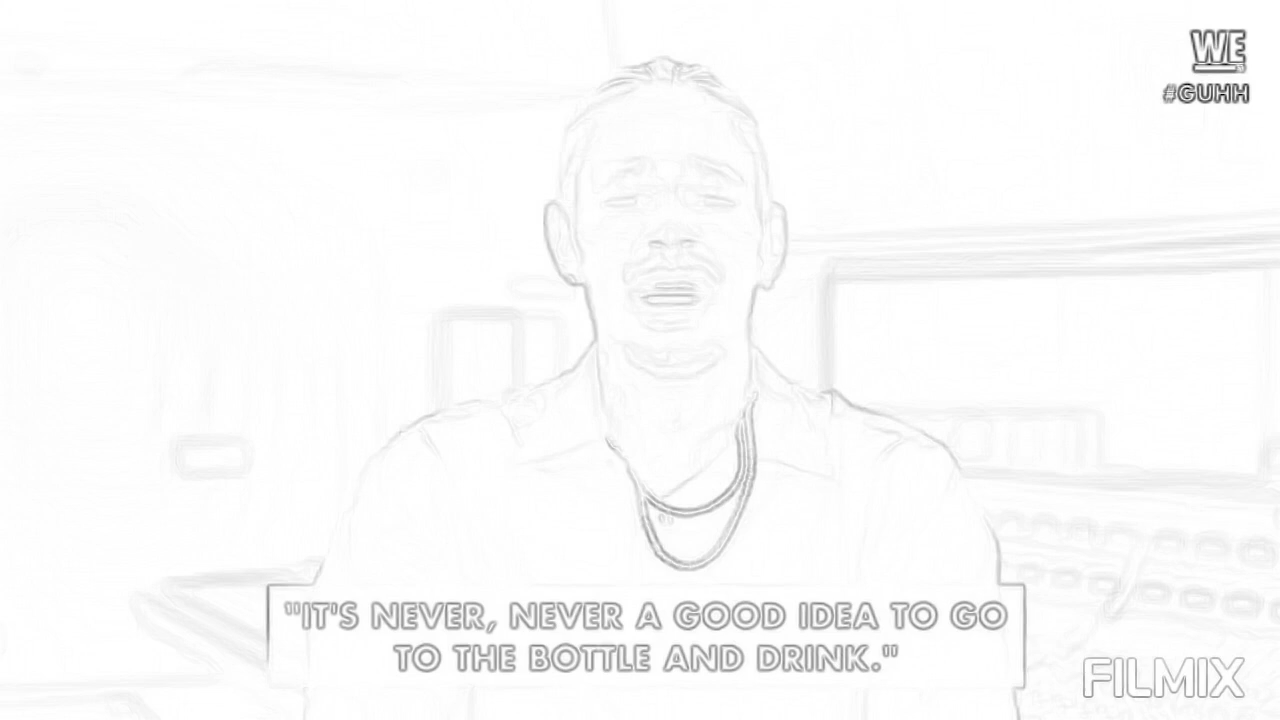 WE
#GUHH
"IT'S NEVER, NEVER A GOOD IDEA TO GO
TO THE BOTTLE AND DRINK."
FILMIX